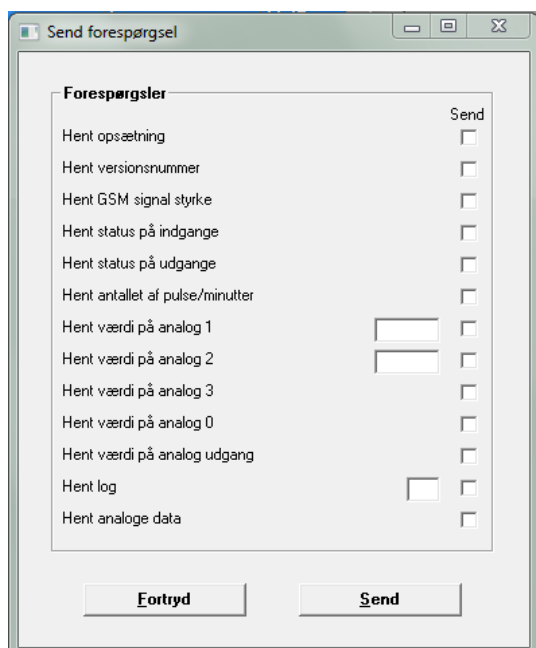 Send forespørgsel
Forespørgsler
Send
Hent opsætning
Hent versionsnummer
Hent GSM signal styrke
Hent status på indgange
Hent status på udgange
Hent antallet af pulse/minutter
Hent værdi på analog 1
Hent værdi på analog 2
Hent værdi på analog 3
Hent værdi på analog 0
Hent værdi på analog udgang
Hent log
Hent analoge data
Fortryd
Send